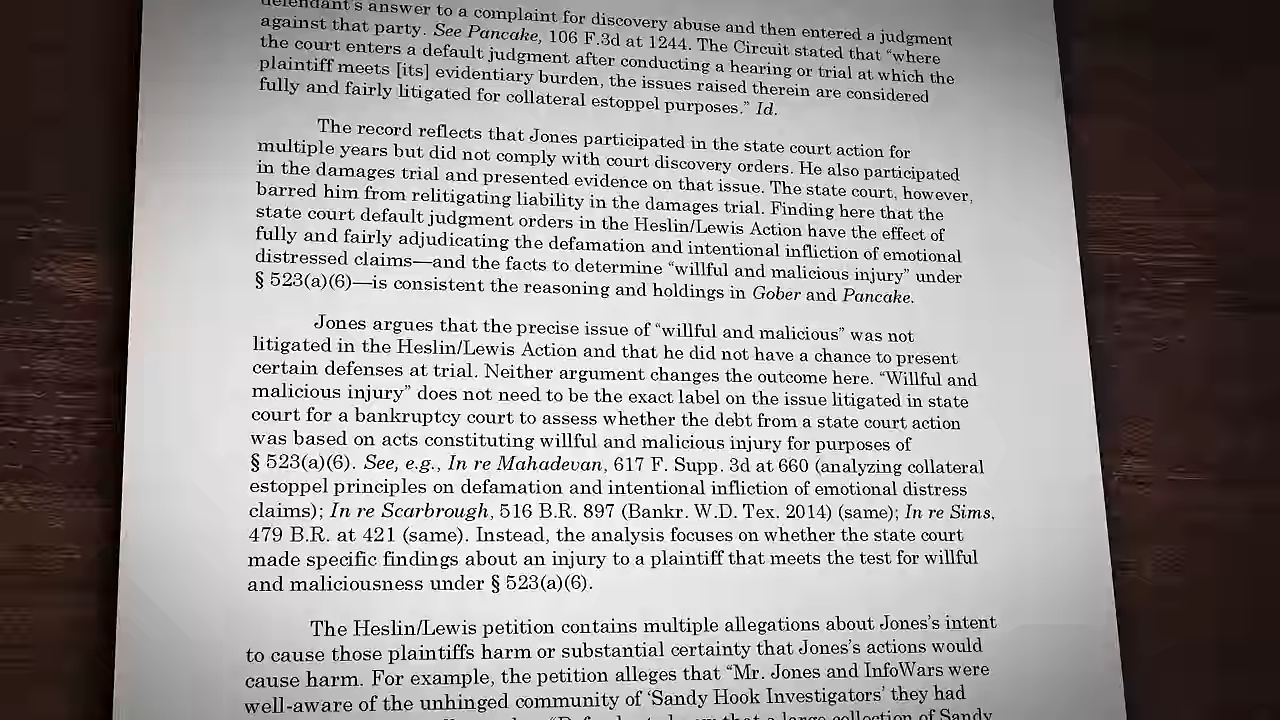 defendant's answer to a complaint for discovery abuse and then entered a judgment
against that party. See Pancake, 106 F.3d at 1244. The Circuit stated that “where
the court enters a default judgment after conducting a hearing or trial at which the
plaintiff meets [its] evidentiary burden, the issues raised therein are considered
fully and fairly litigated for collateral estoppel purposes.” Id.
The record reflects that Jones participated in the state court action for
multiple years but did not comply with court discovery orders. He also participated
in the damages trial and presented evidence on that issue. The state court, however,
barred him from relitigating liability in the damages trial. Finding here that the
state court default judgment orders in the Heslin/Lewis Action have the effect of
fully and fairly adjudicating the defamation and intentional infliction of emotional
distressed claims—and the facts to determine “willful and malicious injury” under
§ 523(a)(6)—is consistent the reasoning and holdings in Gober and Pancake.
Jones argues that the precise issue of “willful and malicious” was not
litigated in the Heslin/Lewis Action and that he did not have a chance to present
certain defenses at trial. Neither argument changes the outcome here. “Willful and
malicious injury” does not need to be the exact label on the issue litigated in state
court for a bankruptcy court to assess whether the debt from a state court action
was based on acts constituting willful and malicious injury for purposes of
§ 523(a)(6). See, e.g., In re Mahadevan, 617 F. Supp. 3d at 660 (analyzing collateral
estoppel principles on defamation and intentional infliction of emotional distress
claims); In re Scarbrough, 516 B.R. 897 (Bankr. W.D. Tex. 2014) (same); In re Sims,
479 B.R. at 421 (same). Instead, the analysis focuses on whether the state court
made specific findings about an injury to a plaintiff that meets the test for willful
and maliciousness under § 523(a)(6).
The Heslin/Lewis petition contains multiple allegations about Jones's intent
to cause those plaintiffs harm or substantial certainty that Jones's actions would
cause harm. For example, the petition alleges that “Mr. Jones and InfoWars were
well-aware of the unhinged community of ‘Sandy Hook Investigators’ they had
that a large collection of Sandy